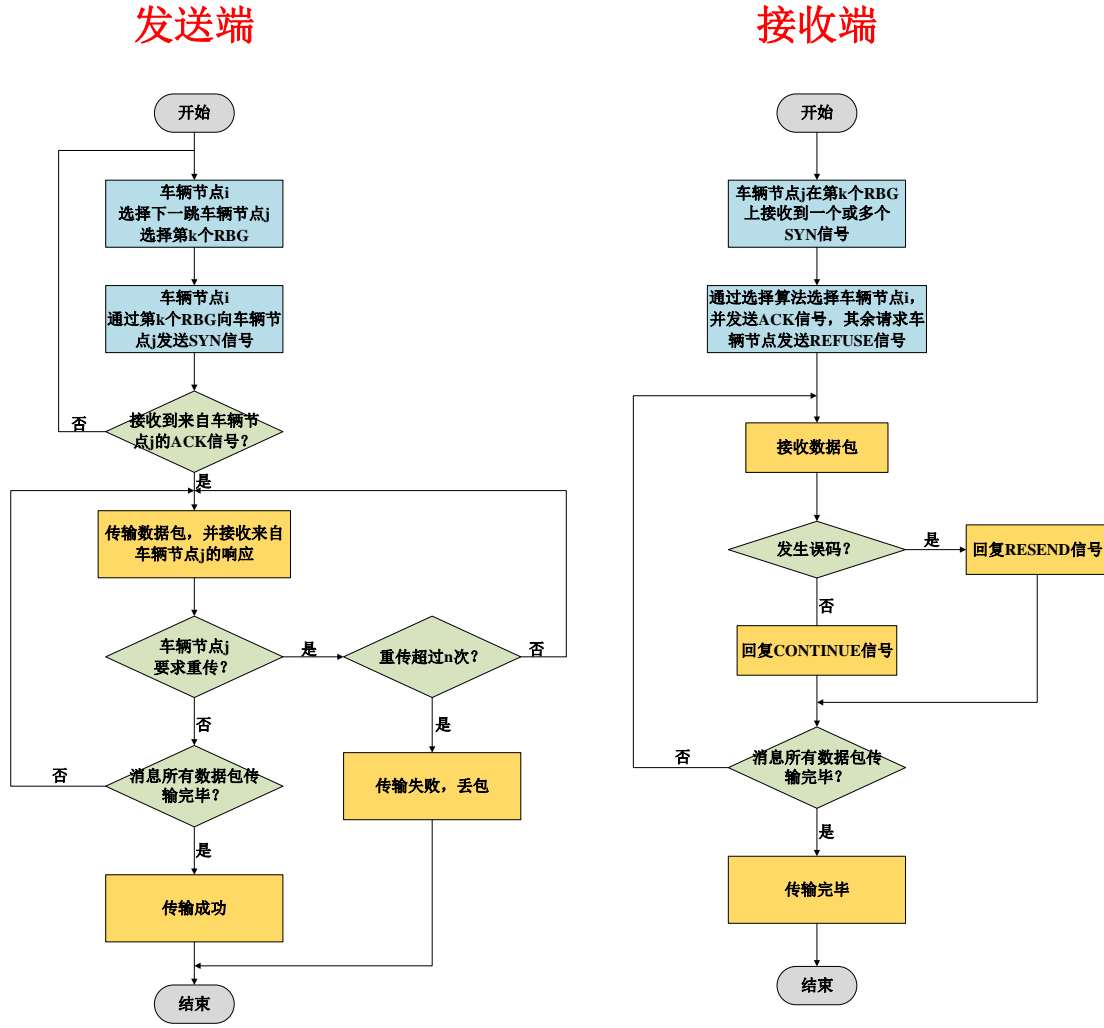 发送端
开始
车辆节点i
选择下一跳车辆节点j
选择第k个RBG
车辆节点i
通过第k个RBG向车辆节
点j发送SYN信号
接收到来自车辆节
点j的ACK信号？
否
是
传输数据包，并接收来自
车辆节点j的响应
车辆节点j
要求重传？
是
重传超过n次？
否
否
是
消息所有数据包传
输完毕？
否
传输失败，丢包
是
传输成功
结束
接收端
开始
车辆节点j在第k个RBG
上接收到一个或多个
SYN信号
通过选择算法选择车辆节点i，
并发送ACK信号，其余请求车
辆节点发送REFUSE信号
接收数据包
发生误码？
是
回复RESEND信号
否
回复CONTINUE信号
消息所有数据包传
输完毕？
否
是
传输完毕
结束